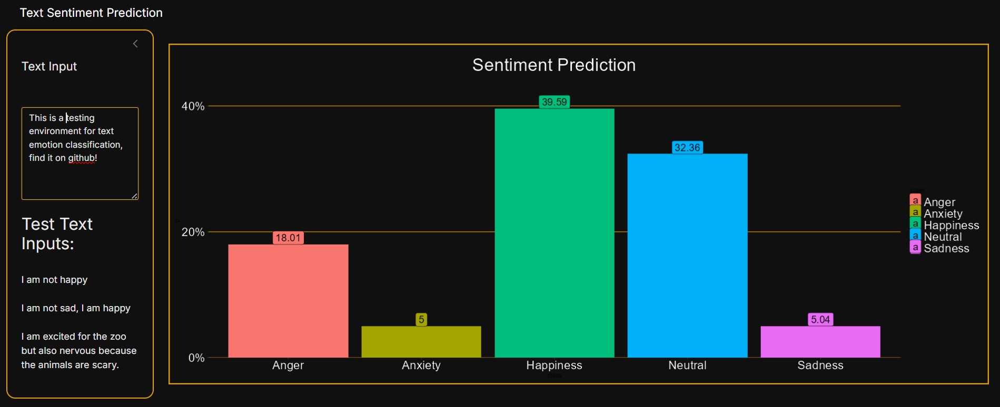 Text Sentiment Prediction
Text Input
This is a testing
environment for text
emotion classification,
find it on github!
Test Text
Inputs:
I am not happy
I am not sad, I am happy
I am excited for the zoo
but also nervous because
the animals are scary.
Sentiment Prediction
40%
20%
0%
18.01
5
39.59
32.36
5.04
Anger
Anxiety
Happiness
Neutral
Sadness
class
class
a Anger
a Anxiety
a Happiness
a Neutral
a Sadness